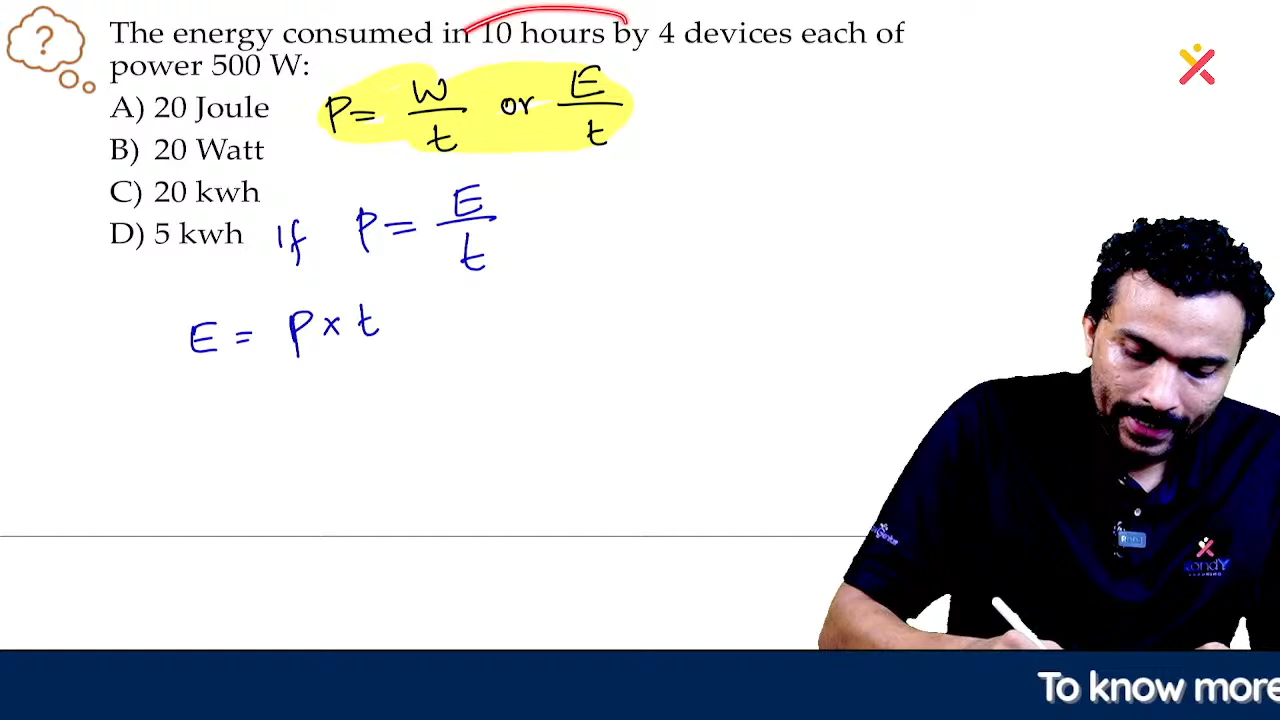 The energy consumed in 10 hours by 4 devices each of
power 500 W:
A) 20 Joule
P = W/t or E/t
B) 20 Watt
C) 20 kwh
D) 5 kwh
If P = E/t
E = P × t
To know more